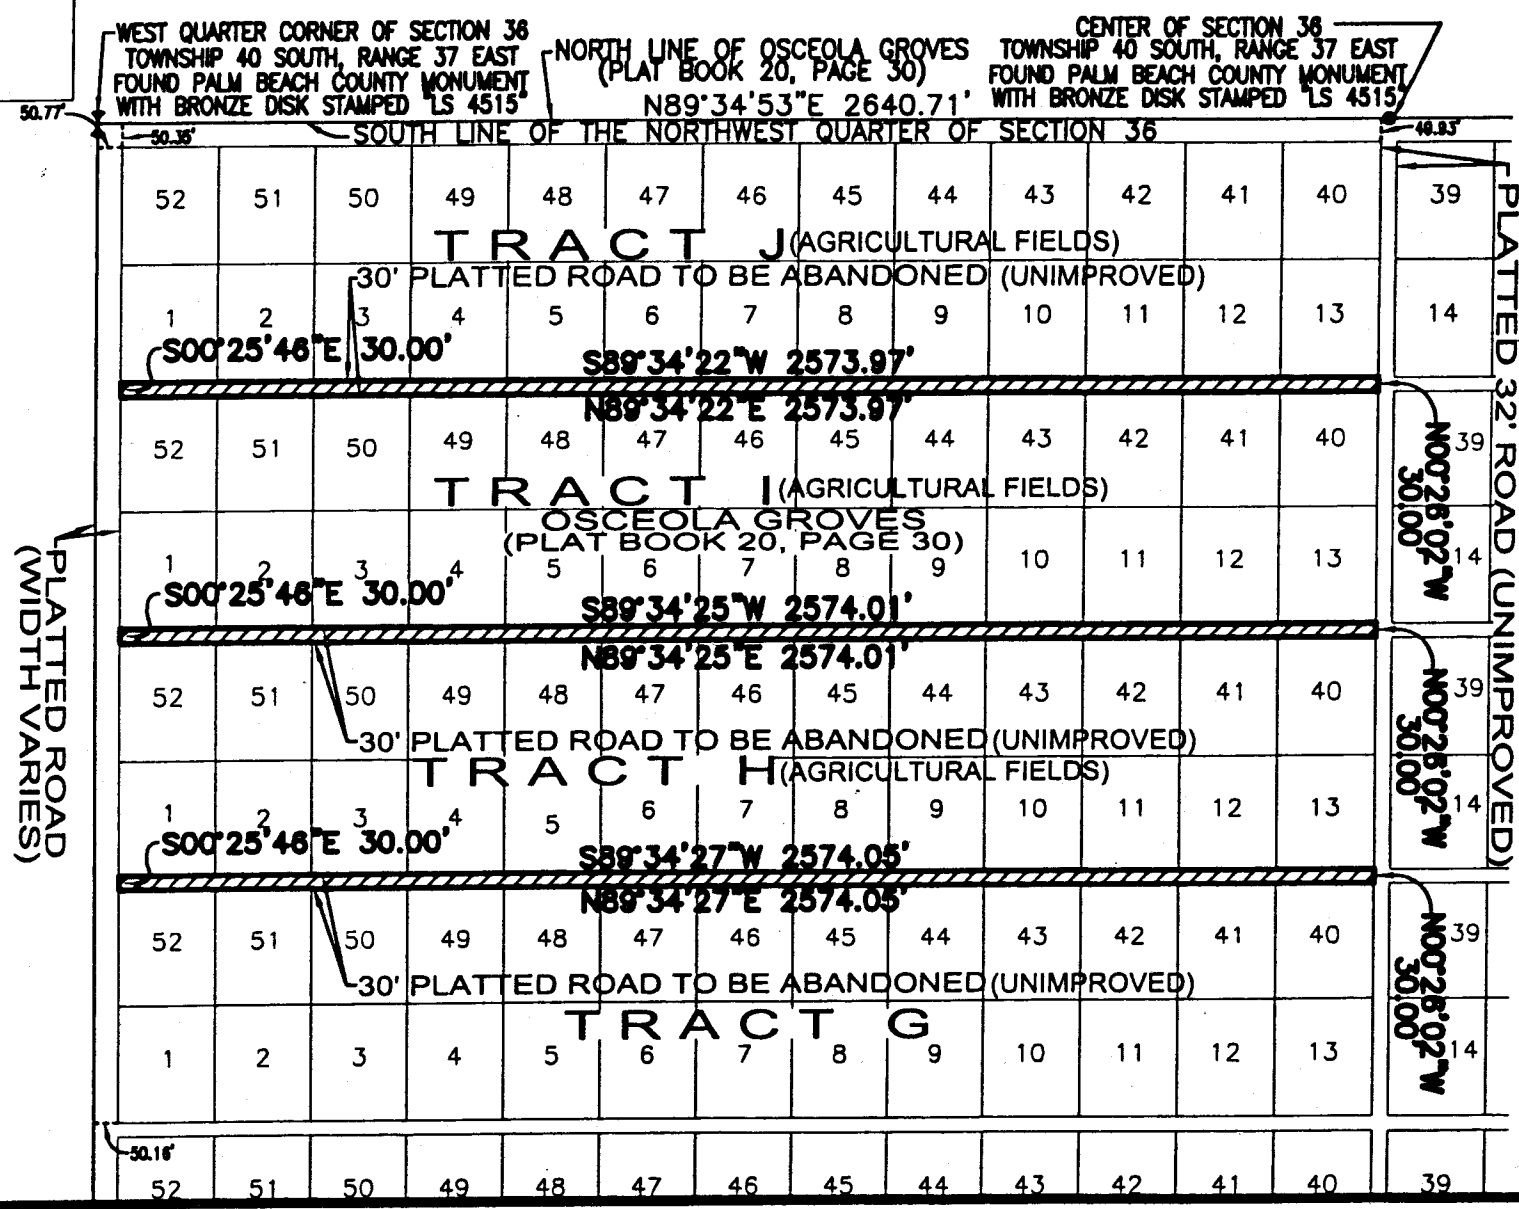 WEST QUARTER CORNER OF SECTION 36
TOWNSHIP 40 SOUTH, RANGE 37 EAST
FOUND PALM BEACH COUNTY MONUMENT
WITH BRONZE DISK STAMPED "LS 4515"
NORTH LINE OF OSCEOLA GROVES
(PLAT BOOK 20, PAGE 30)
N89°34'53"E 2640.71'
CENTER OF SECTION 36
TOWNSHIP 40 SOUTH, RANGE 37 EAST
FOUND PALM BEACH COUNTY MONUMENT
WITH BRONZE DISK STAMPED "LS 4515"
50.77'
50.36'
SOUTH LINE OF THE NORTHWEST QUARTER OF SECTION 36
49.93'
52 51 50 49 48 47 46 45 44 43 42 41 40 39
TRACT J (AGRICULTURAL FIELDS)
30' PLATTED ROAD TO BE ABANDONED (UNIMPROVED)
1 2 3 4 5 6 7 8 9 10 11 12 13 14
S00°25'46"E 30.00'
S89°34'22"W 2573.97'
N89°34'22"E 2573.97'
N00°26'02"W
30.00'
52 51 50 49 48 47 46 45 44 43 42 41 40 39
TRACT I (AGRICULTURAL FIELDS)
OSCEOLA GROVES
(PLAT BOOK 20, PAGE 30)
1 2 3 4 5 6 7 8 9 10 11 12 13 14
S00°25'46"E 30.00'
S89°34'25"W 2574.01'
N89°34'25"E 2574.01'
N00°26'02"W
30.00'
52 51 50 49 48 47 46 45 44 43 42 41 40 39
30' PLATTED ROAD TO BE ABANDONED (UNIMPROVED)
TRACT H (AGRICULTURAL FIELDS)
1 2 3 4 5 6 7 8 9 10 11 12 13 14
S00°25'46"E 30.00'
S89°34'27"W 2574.05'
N89°34'27"E 2574.05'
N00°26'02"W
30.00'
52 51 50 49 48 47 46 45 44 43 42 41 40 39
30' PLATTED ROAD TO BE ABANDONED (UNIMPROVED)
TRACT G
1 2 3 4 5 6 7 8 9 10 11 12 13 14
50.16'
52 51 50 49 48 47 46 45 44 43 42 41 40 39
PLATTED ROAD
(WIDTH VARIES)
PLATTED 32' ROAD (UNIMPROVED)